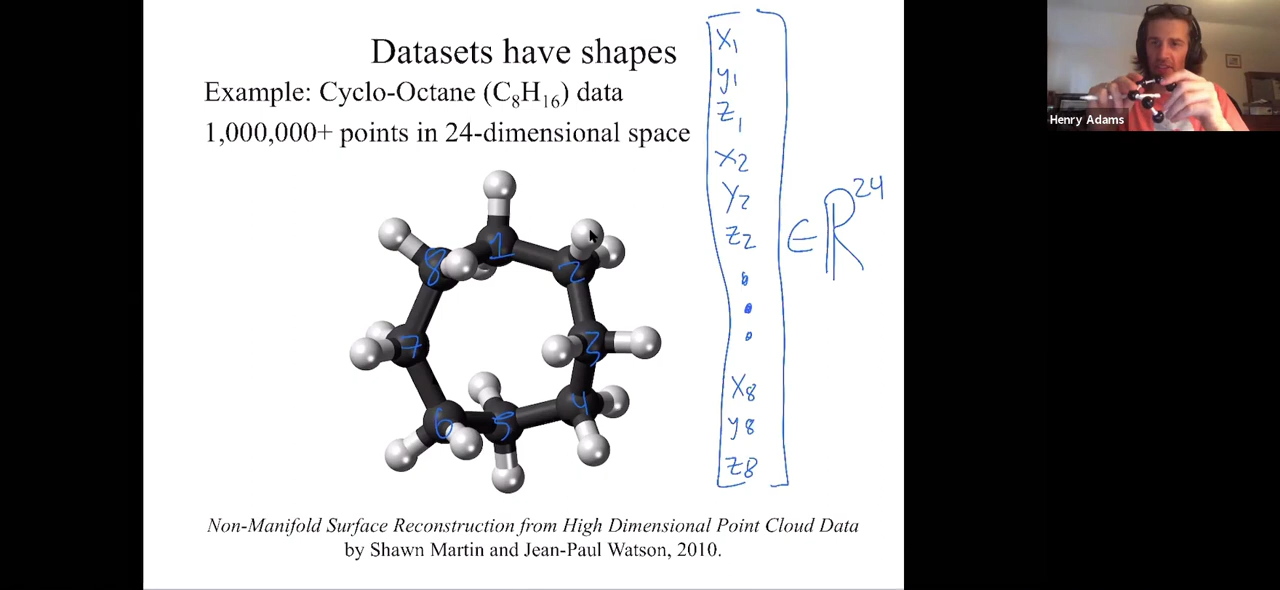 Datasets have shapes
Example: Cyclo-Octane (C₈H₁₆) data
1,000,000+ points in 24-dimensional space
x₁
y₁
z₁
x₂
y₂
z₂
x₈
y₈
z₈
∈ ℝ²⁴
1
2
3
4
5
6
7
8
Non-Manifold Surface Reconstruction from High Dimensional Point Cloud Data
by Shawn Martin and Jean-Paul Watson, 2010.
Henry Adams